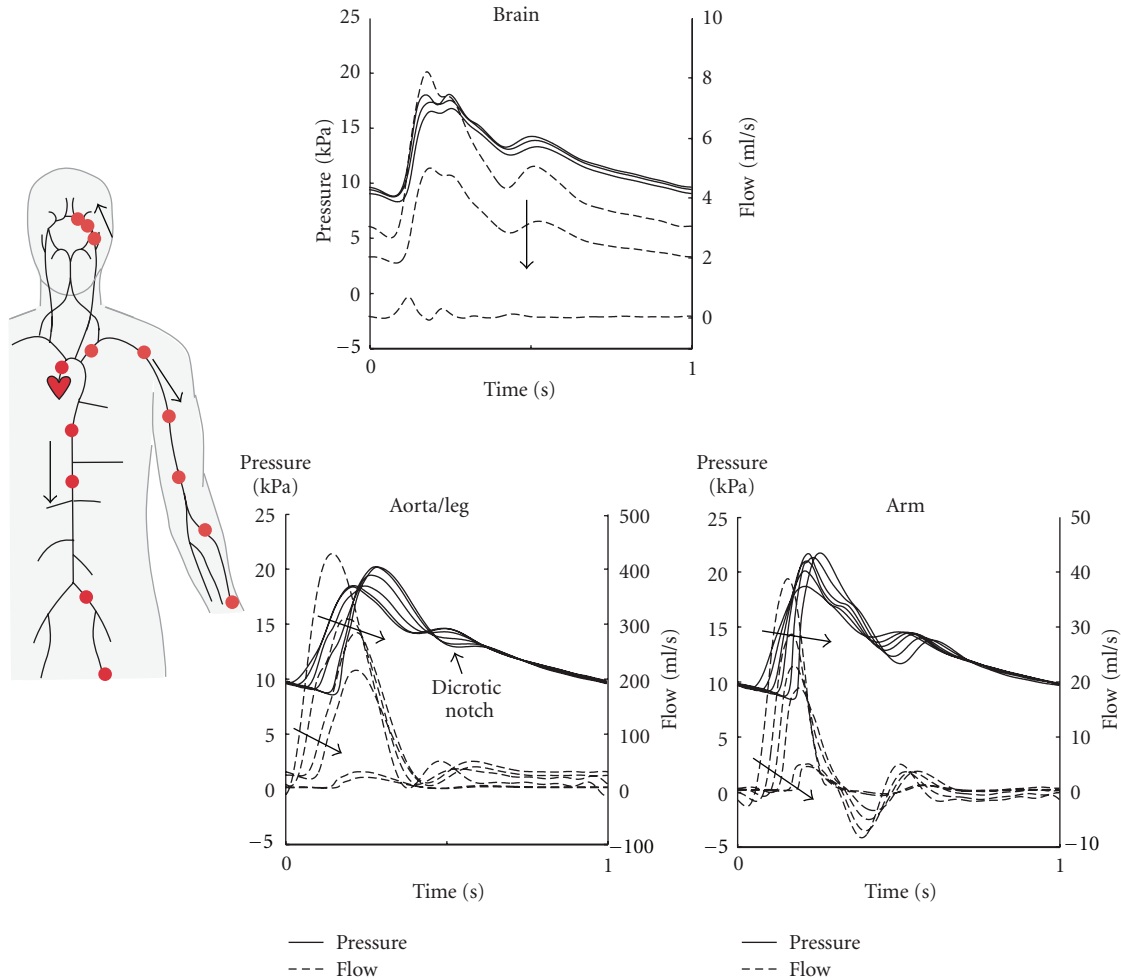 Brain
25
20
15
10
5
0
−5
Pressure (kPa)
10
8
6
4
2
0
Flow (ml/s)
0
1
Time (s)
Pressure
(kPa)
Aorta/leg
25
20
15
10
5
0
−5
500
400
300
200
100
0
−100
Flow (ml/s)
Dicrotic
notch
0
1
Time (s)
Pressure
Flow
Pressure
(kPa)
Arm
25
20
15
10
5
0
−5
50
40
30
20
10
0
−10
Flow (ml/s)
0
1
Time (s)
Pressure
Flow